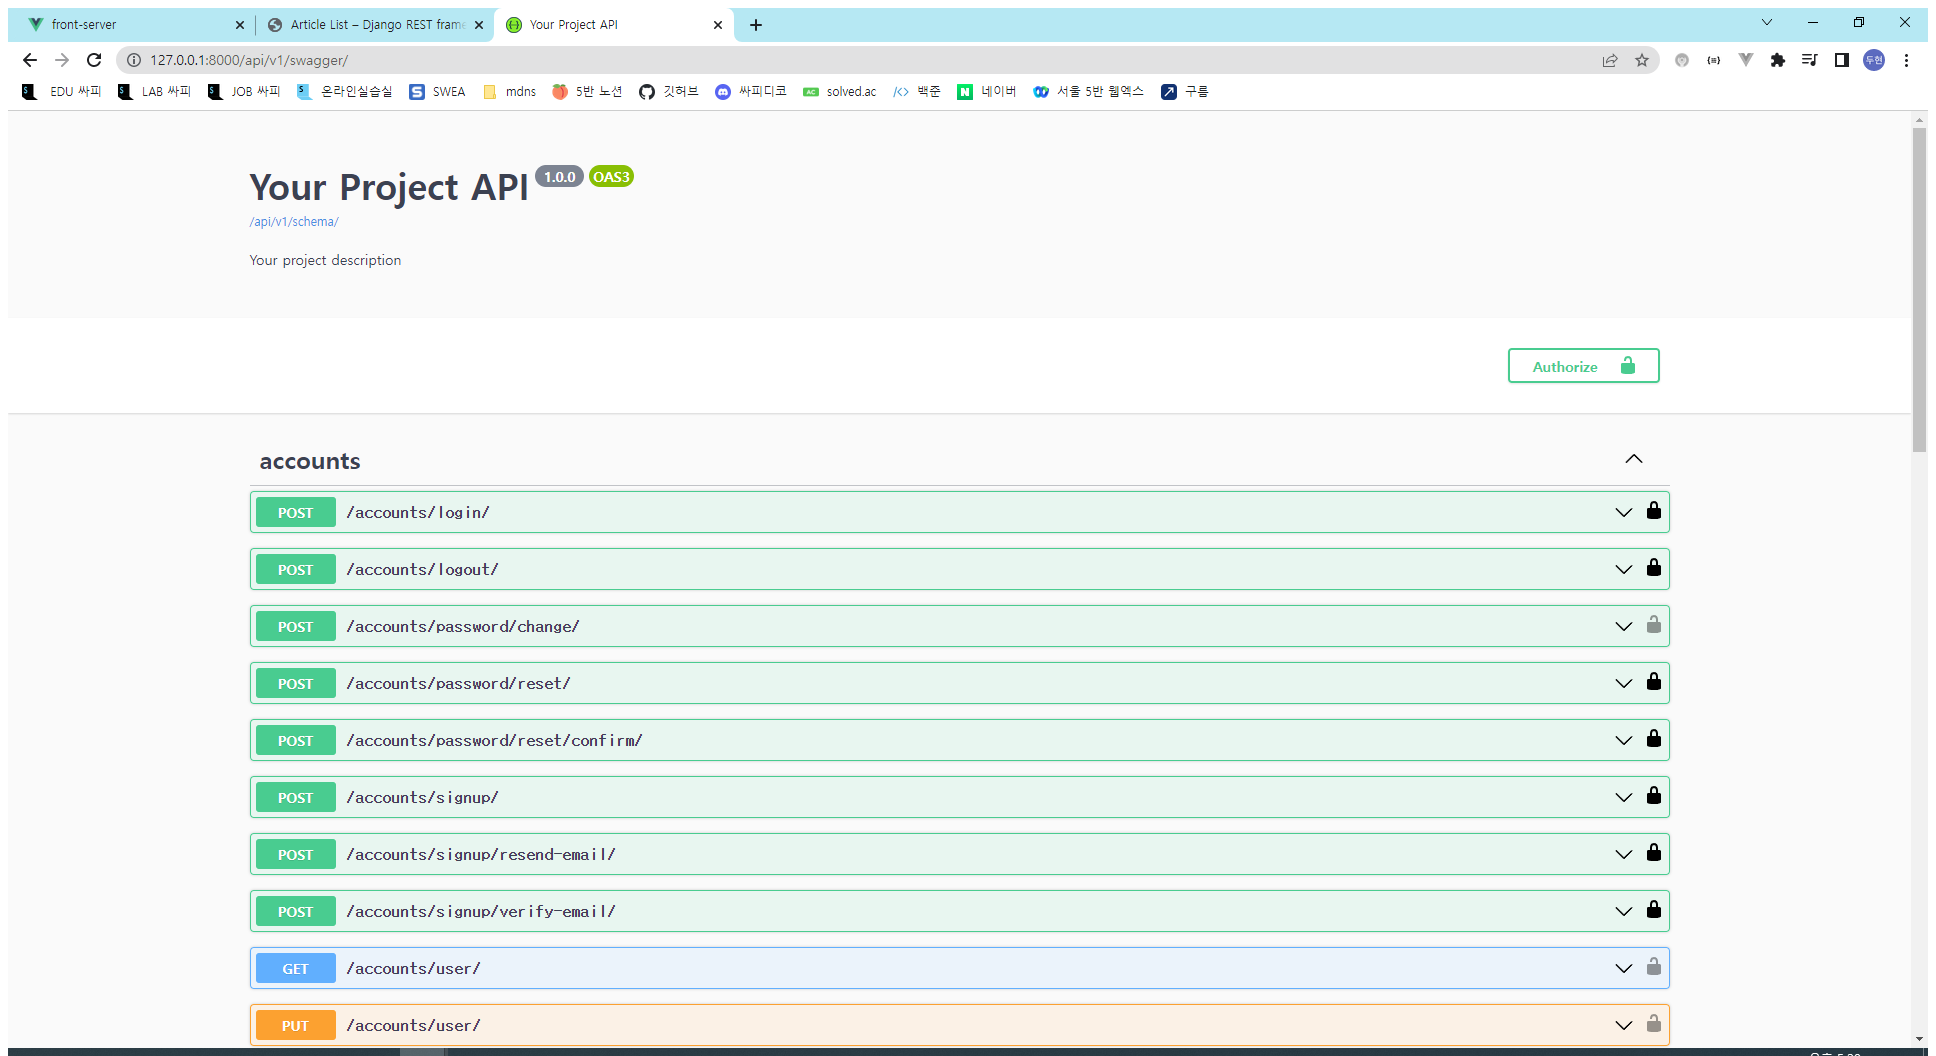 front-server
Article List – Django REST frame
Your Project API
127.0.0.1:8000/api/v1/swagger/
두현
EDU 싸피
LAB 싸피
JOB 싸피
온라인실습실
SWEA
mdns
5반 노션
깃허브
싸피디코
solved.ac
백준
네이버
서울 5반 웹엑스
구름
Your Project API 1.0.0 OAS3
/api/v1/schema/
Your project description
Authorize
accounts
POST /accounts/login/
POST /accounts/logout/
POST /accounts/password/change/
POST /accounts/password/reset/
POST /accounts/password/reset/confirm/
POST /accounts/signup/
POST /accounts/signup/resend-email/
POST /accounts/signup/verify-email/
GET /accounts/user/
PUT /accounts/user/